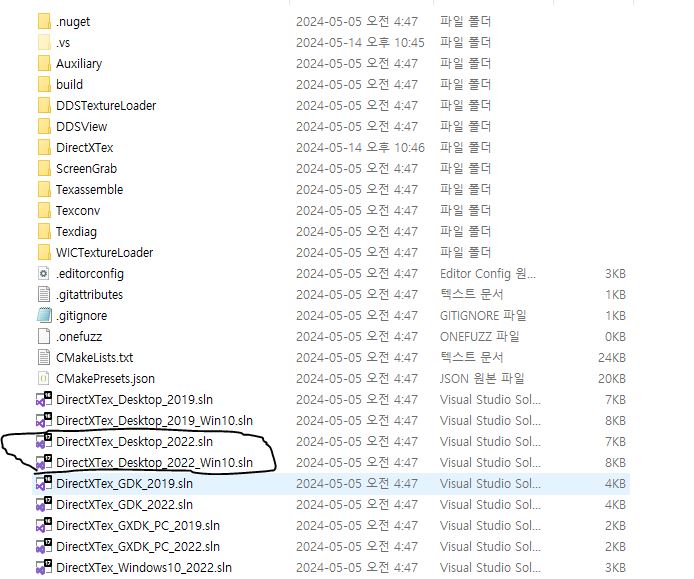 .nuget 2024-05-05 오전 4:47 파일 폴더
.vs 2024-05-14 오후 10:45 파일 폴더
Auxiliary 2024-05-05 오전 4:47 파일 폴더
build 2024-05-05 오전 4:47 파일 폴더
DDSTextureLoader 2024-05-05 오전 4:47 파일 폴더
DDSView 2024-05-05 오전 4:47 파일 폴더
DirectXTex 2024-05-14 오후 10:46 파일 폴더
ScreenGrab 2024-05-05 오전 4:47 파일 폴더
Texassemble 2024-05-05 오전 4:47 파일 폴더
Texconv 2024-05-05 오전 4:47 파일 폴더
Texdiag 2024-05-05 오전 4:47 파일 폴더
WICTextureLoader 2024-05-05 오전 4:47 파일 폴더
.editorconfig 2024-05-05 오전 4:47 Editor Config 원... 3KB
.gitattributes 2024-05-05 오전 4:47 텍스트 문서 1KB
.gitignore 2024-05-05 오전 4:47 GITIGNORE 파일 1KB
.onefuzz 2024-05-05 오전 4:47 ONEFUZZ 파일 0KB
CMakeLists.txt 2024-05-05 오전 4:47 텍스트 문서 24KB
CMakePresets.json 2024-05-05 오전 4:47 JSON 원본 파일 20KB
DirectXTex_Desktop_2019.sln 2024-05-05 오전 4:47 Visual Studio Sol... 7KB
DirectXTex_Desktop_2019_Win10.sln 2024-05-05 오전 4:47 Visual Studio Sol... 8KB
DirectXTex_Desktop_2022.sln 2024-05-05 오전 4:47 Visual Studio Sol... 7KB
DirectXTex_Desktop_2022_Win10.sln 2024-05-05 오전 4:47 Visual Studio Sol... 8KB
DirectXTex_GDK_2019.sln 2024-05-05 오전 4:47 Visual Studio Sol... 4KB
DirectXTex_GDK_2022.sln 2024-05-05 오전 4:47 Visual Studio Sol... 4KB
DirectXTex_GXDK_PC_2019.sln 2024-05-05 오전 4:47 Visual Studio Sol... 2KB
DirectXTex_GXDK_PC_2022.sln 2024-05-05 오전 4:47 Visual Studio Sol... 2KB
DirectXTex_Windows10_2022.sln 2024-05-05 오전 4:47 Visual Studio Sol... 3KB